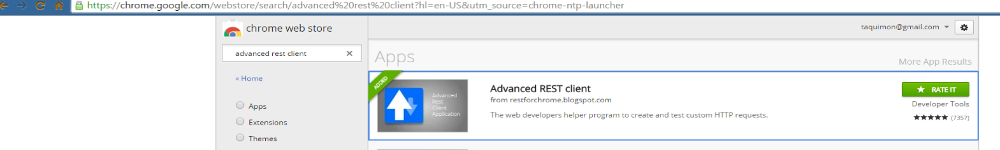 https://chrome.google.com/webstore/search/advanced%20rest%20client?hl=en-US&utm_source=chrome-ntp-launcher
chrome web store
taquimon@gmail.com
advanced rest client
Apps
More App Results
« Home
ADDED
Advanced
Rest
Client
Application
Advanced REST client
from restforchrome.blogspot.com
The web developers helper program to create and test custom HTTP requests.
RATE IT
Developer Tools
(7357)
Apps
Extensions
Themes